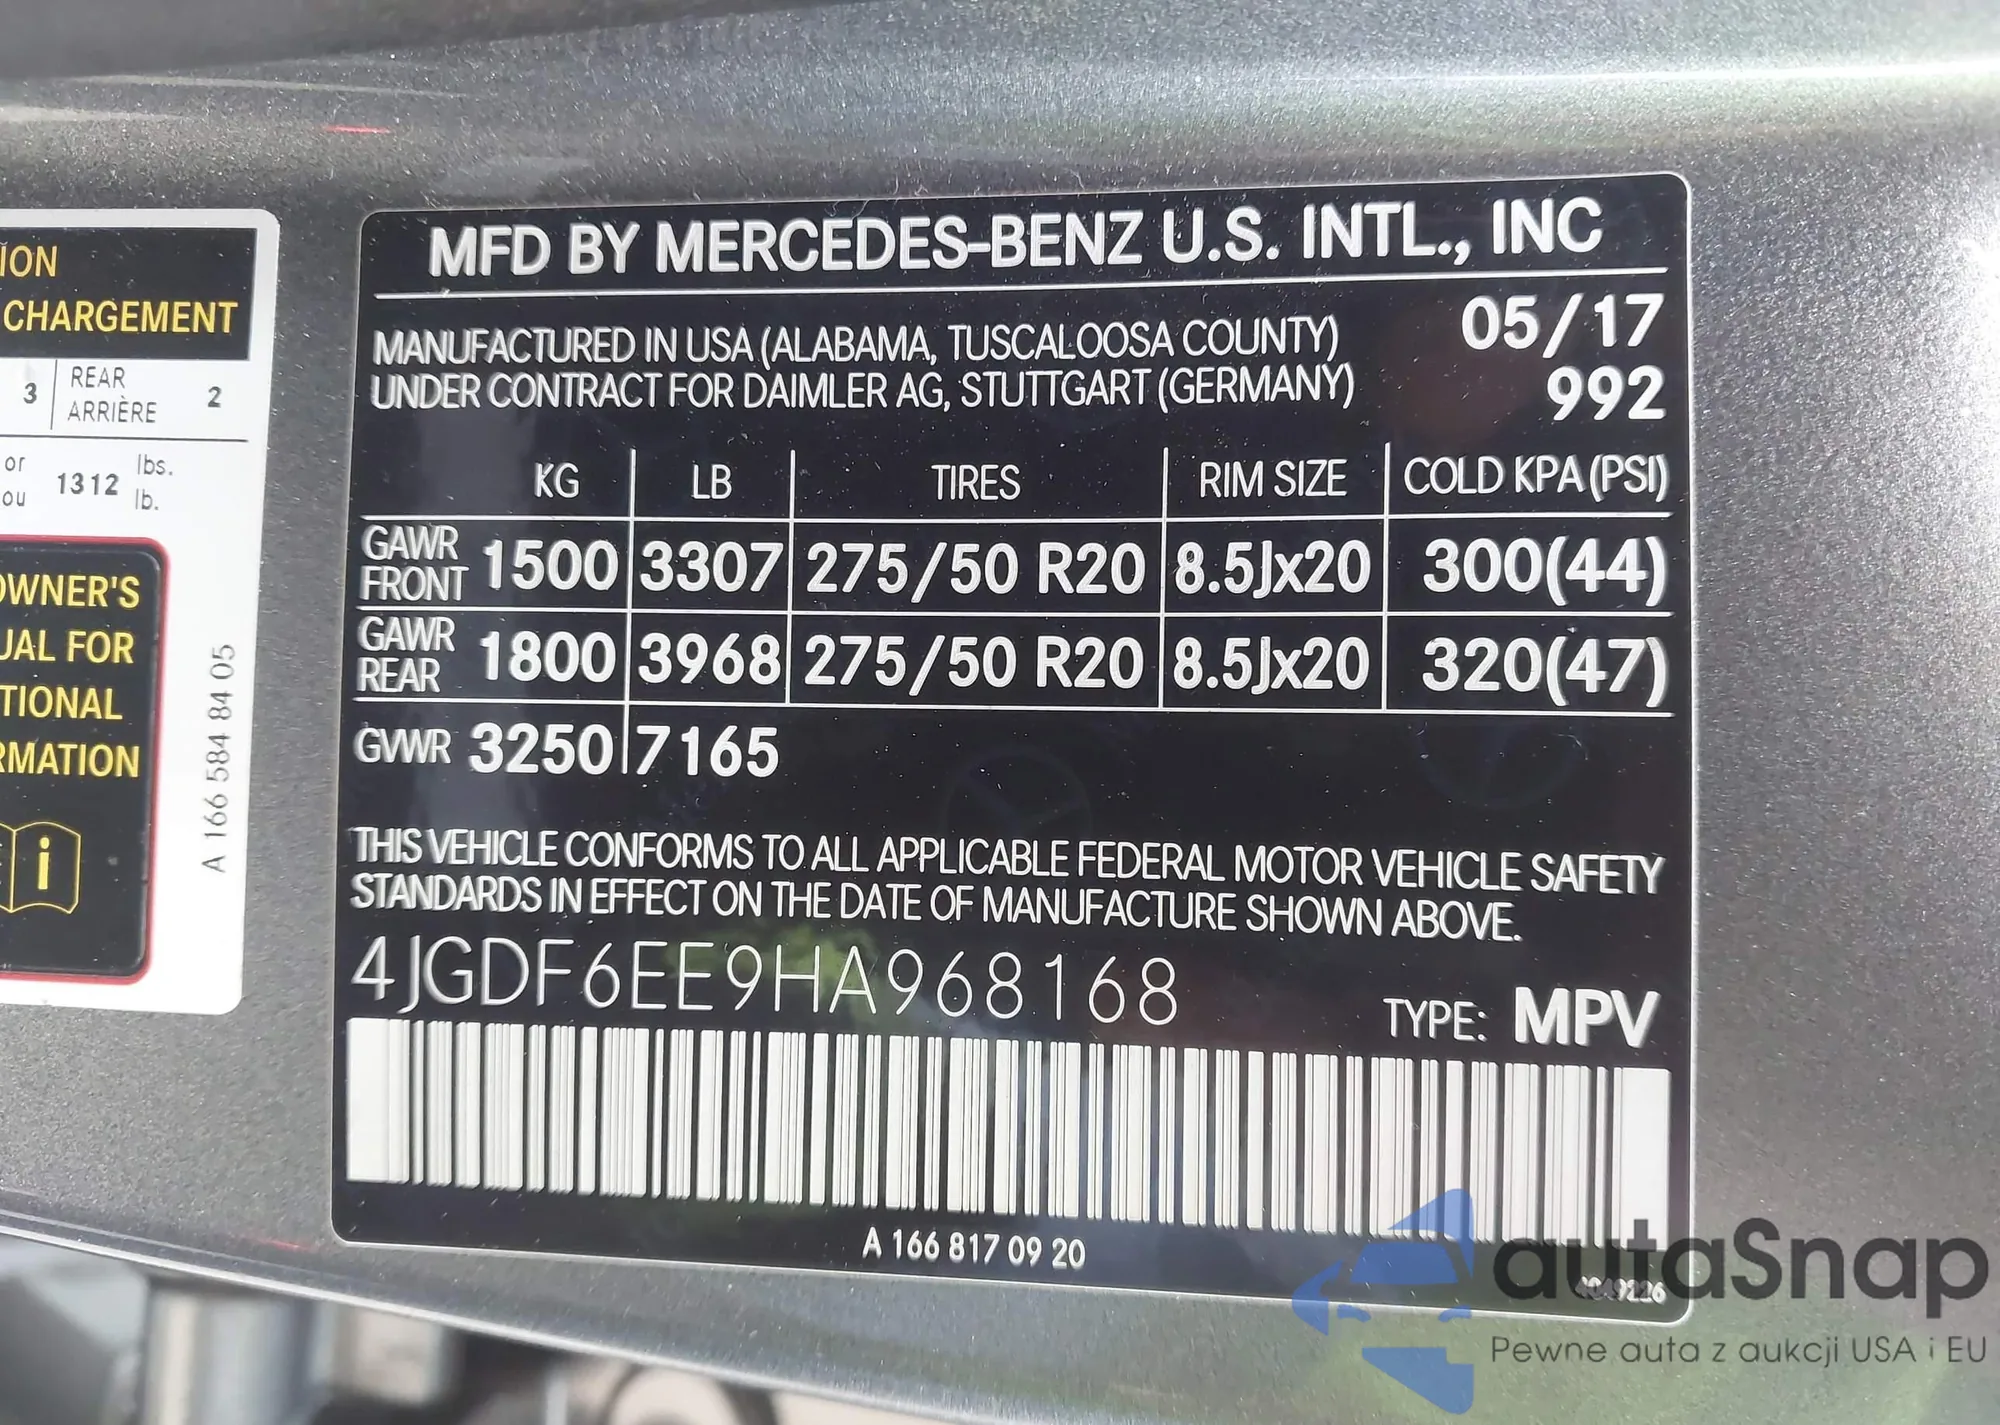 ION
CHARGEMENT
3 REAR ARRIÈRE 2
or ou 1312 lbs. lb.
OWNER'S
UAL FOR
TIONAL
RMATION
i
A 166 584 84 05
MFD BY MERCEDES-BENZ U.S. INTL., INC
MANUFACTURED IN USA (ALABAMA, TUSCALOOSA COUNTY) 05/17
UNDER CONTRACT FOR DAIMLER AG, STUTTGART (GERMANY) 992
KG LB TIRES RIM SIZE COLD KPA (PSI)
GAWR FRONT 1500 3307 275/50 R20 8.5Jx20 300(44)
GAWR REAR 1800 3968 275/50 R20 8.5Jx20 320(47)
GVWR 3250 7165
THIS VEHICLE CONFORMS TO ALL APPLICABLE FEDERAL MOTOR VEHICLE SAFETY
STANDARDS IN EFFECT ON THE DATE OF MANUFACTURE SHOWN ABOVE.
4JGDF6EE9HA968168 TYPE: MPV
A 166 817 09 20
autaSnap
Pewne auta z aukcji USA i EU